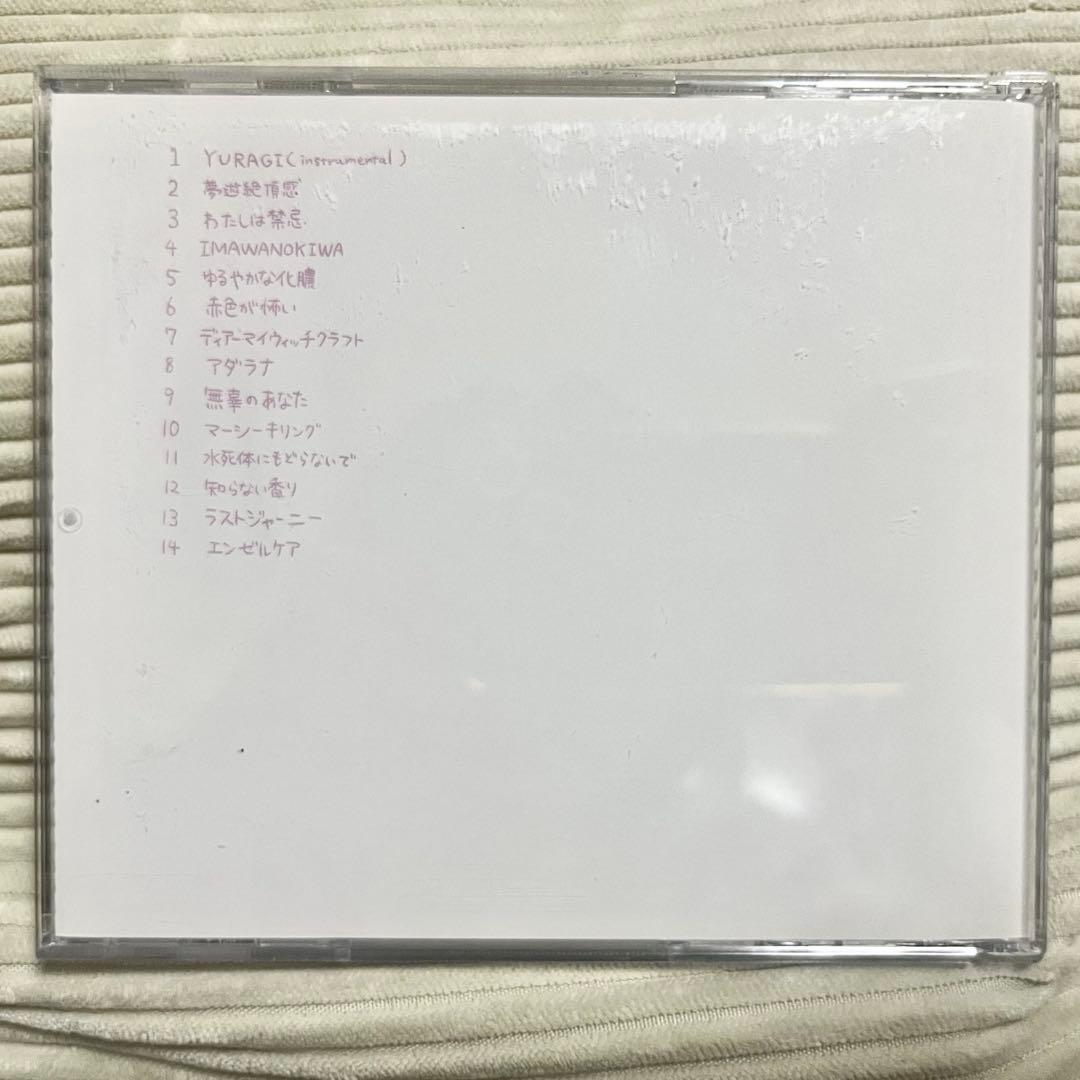 1 YURAGI(instramental)
2 夢遊絶頂感
3 わたしは禁忌
4 IMAWANOKIWA
5 ゆるやかな化膿
6 赤色が怖い
7 ディアーマイウィッチクラフト
8 アダラナ
9 無辜のあなた
10 マーシーキリング
11 水死体にもどらないで
12 知らない香り
13 ラストジャーニー
14 エンゼルケア